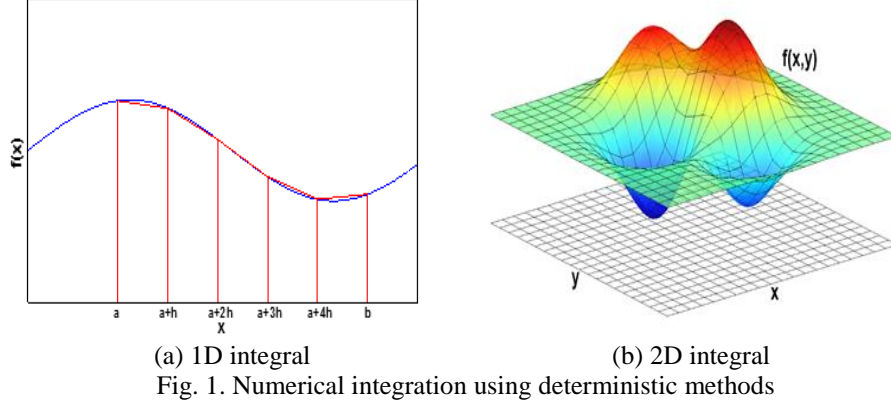 f(x)
a a+h a+2h a+3h a+4h b
X
f(x,y)
y
x
(a) 1D integral (b) 2D integral
Fig. 1. Numerical integration using deterministic methods